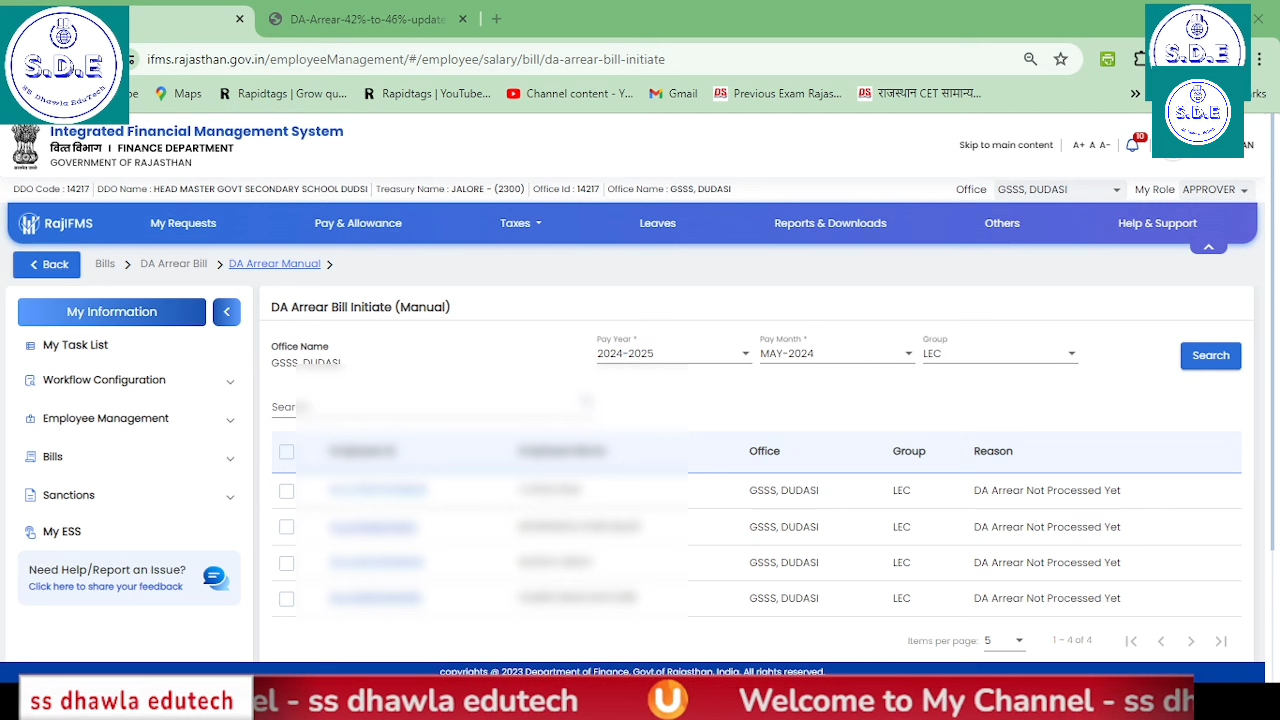 DA-Arrear-42%-to-46%-update
ifms.rajasthan.gov.in/employeeManagement/#/employee/salary/bill/da-arrear-bill-initiate
be Maps Rapidtags | Grow qu... Rapidtags | YouTube... Channel content - Y... Gmail Previous Exam Rajas... राजस्थान CET सामान्य...
S.D.E
SS Dhawla EduTech
S.D.E
S.D.E
Integrated Financial Management System
वित्त विभाग I FINANCE DEPARTMENT
GOVERNMENT OF RAJASTHAN
Skip to main content A+ A A- 10 AN
DDO Code : 14217 DDO Name : HEAD MASTER GOVT SECONDARY SCHOOL DUDSI Treasury Name : JALORE - (2300) Office Id : 14217 Office Name : GSSS, DUDASI Office GSSS, DUDASI My Role APPROVER
RajIFMS My Requests Pay & Allowance Taxes Leaves Reports & Downloads Others Help & Support
Back Bills DA Arrear Bill DA Arrear Manual
My Information
My Task List
Workflow Configuration
Employee Management
Bills
Sanctions
My ESS
Need Help/Report an Issue?
Click here to share your feedback
DA Arrear Bill Initiate (Manual)
Office Name
GSSS, DUDASI
Pay Year * Pay Month * Group
2024-2025 MAY-2024 LEC
Search
Office Group Reason
GSSS, DUDASI LEC DA Arrear Not Processed Yet
GSSS, DUDASI LEC DA Arrear Not Processed Yet
GSSS, DUDASI LEC DA Arrear Not Processed Yet
GSSS, DUDASI LEC DA Arrear Not Processed Yet
Items per page: 5 1 – 4 of 4
copyrights @ 2023 Department of Finance, Govt.of Rajasthan, India. All rights reserved.
ss dhawla edutech
el - ss dhawla edutech Welcome to My Channel - ss dh